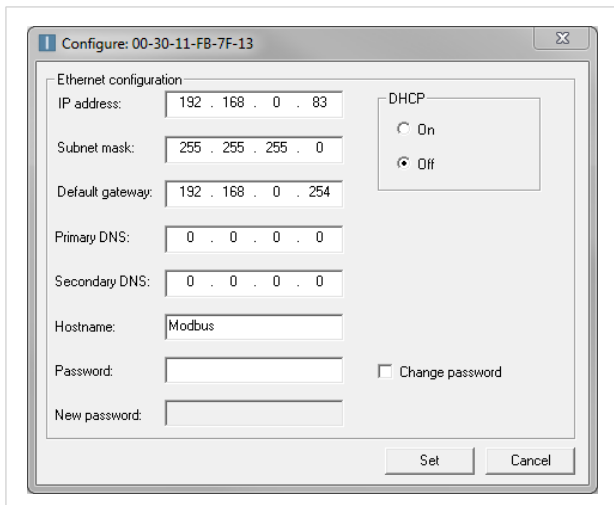 Configure: 00-30-11-FB-7F-13
Ethernet configuration
IP address: 192 . 168 . 0 . 83
DHCP
On
Subnet mask: 255 . 255 . 255 . 0
Off
Default gateway: 192 . 168 . 0 . 254
Primary DNS: 0 . 0 . 0 . 0
Secondary DNS: 0 . 0 . 0 . 0
Hostname: Modbus
Password: Change password
New password:
Set Cancel